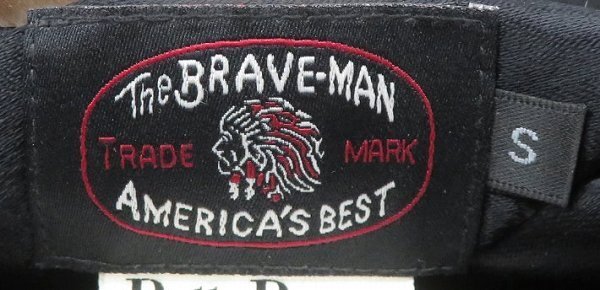 The BRAVE-MAN
TRADE MARK
AMERICA'S BEST
S